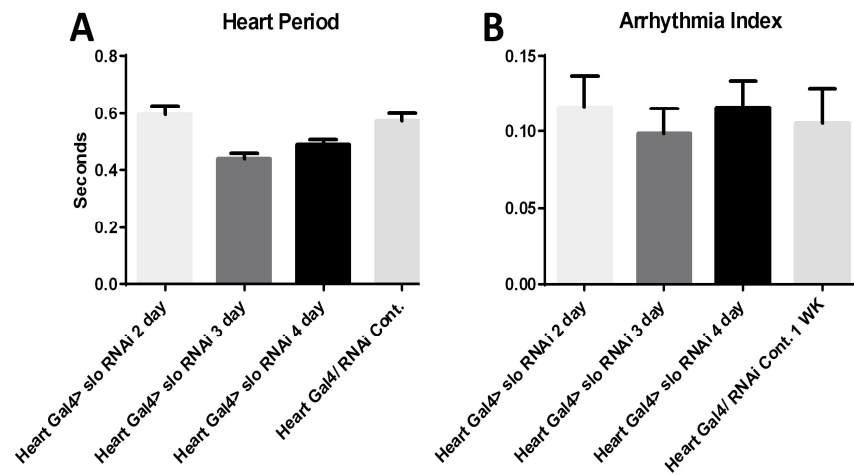 A
Heart Period
Seconds
0.8
0.6
0.4
0.2
0.0
Heart Gal4> slo RNAi 2 day
Heart Gal4> slo RNAi 3 day
Heart Gal4> slo RNAi 4 day
Heart Gal4/ RNAi Cont.
B
Arrhythmia Index
0.15
0.10
0.05
0.00
Heart Gal4> slo RNAi 2 day
Heart Gal4> slo RNAi 3 day
Heart Gal4> slo RNAi 4 day
Heart Gal4/ RNAi Cont. 1 WK